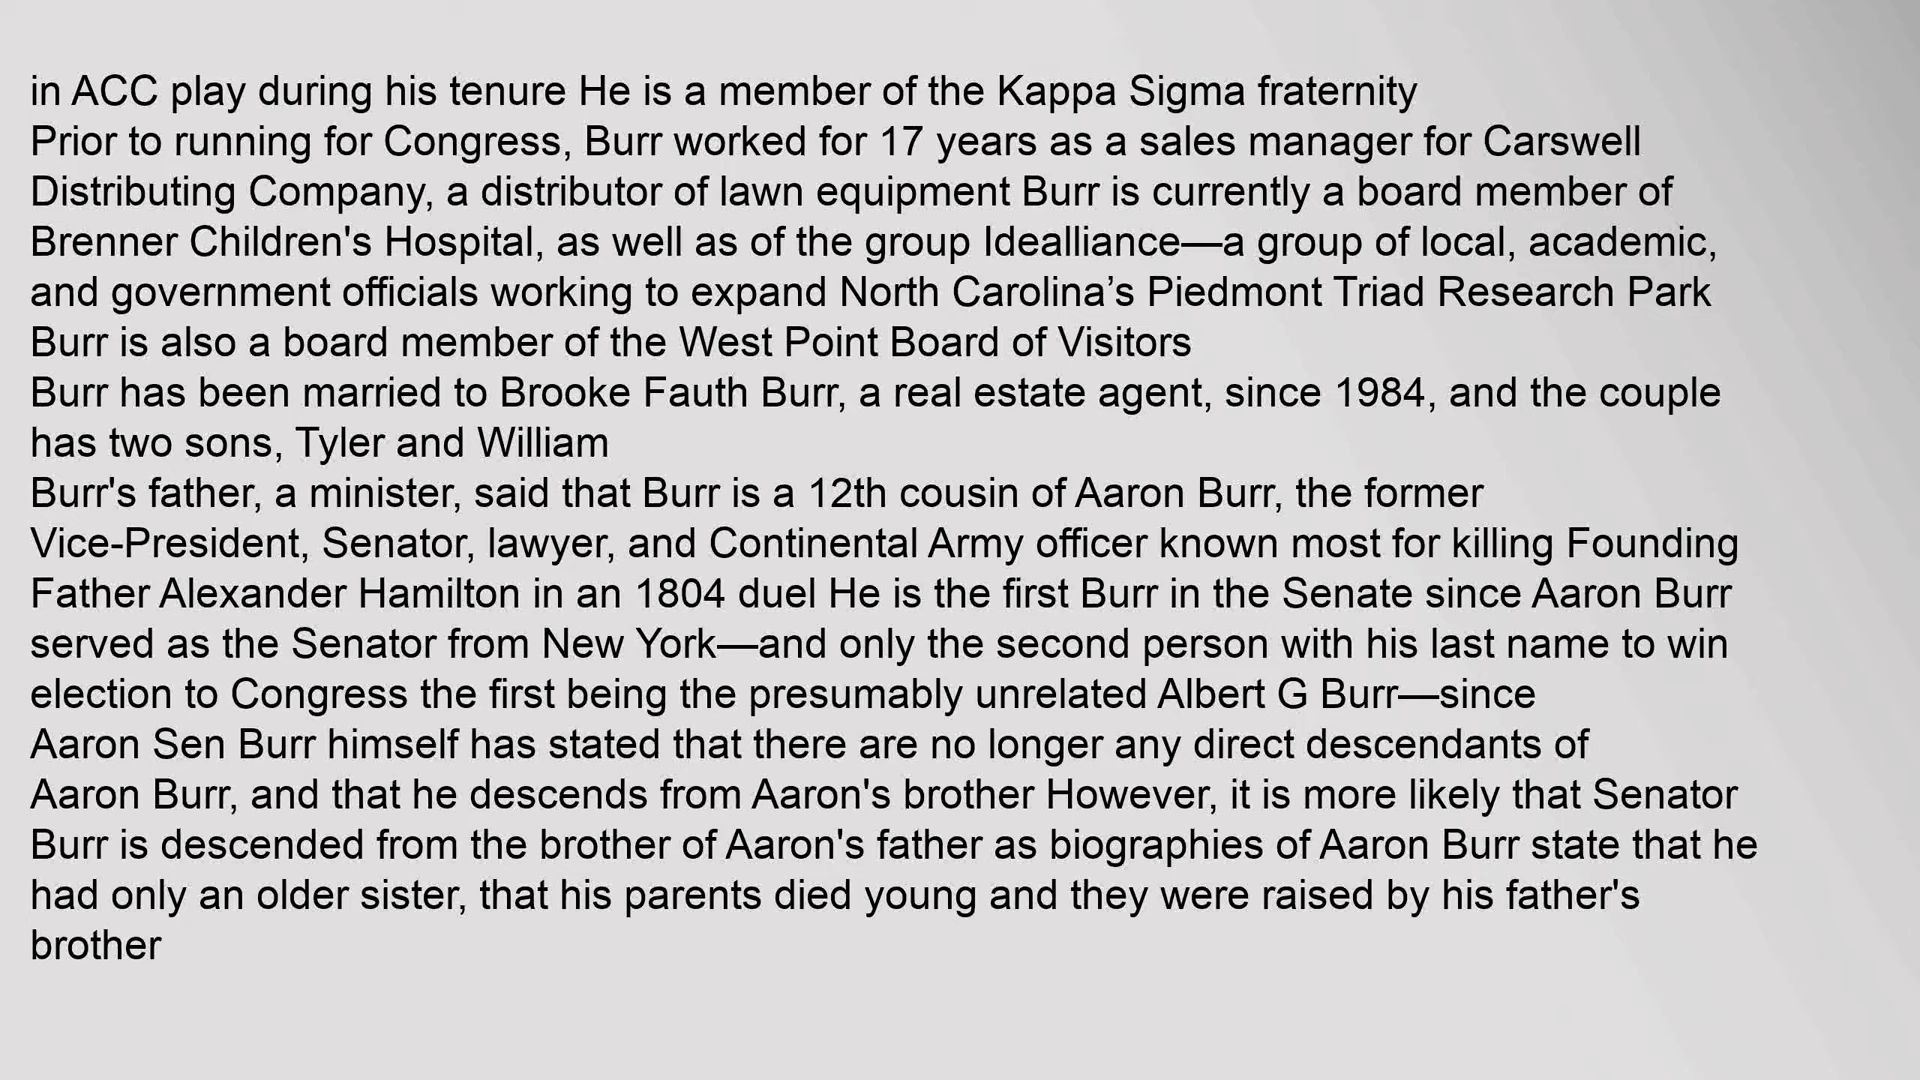 in ACC play during his tenure He is a member of the Kappa Sigma fraternity
Prior to running for Congress, Burr worked for 17 years as a sales manager for Carswell
Distributing Company, a distributor of lawn equipment Burr is currently a board member of
Brenner Children's Hospital, as well as of the group Idealliance—a group of local, academic,
and government officials working to expand North Carolina’s Piedmont Triad Research Park
Burr is also a board member of the West Point Board of Visitors
Burr has been married to Brooke Fauth Burr, a real estate agent, since 1984, and the couple
has two sons, Tyler and William
Burr's father, a minister, said that Burr is a 12th cousin of Aaron Burr, the former
Vice-President, Senator, lawyer, and Continental Army officer known most for killing Founding
Father Alexander Hamilton in an 1804 duel He is the first Burr in the Senate since Aaron Burr
served as the Senator from New York—and only the second person with his last name to win
election to Congress the first being the presumably unrelated Albert G Burr—since
Aaron Sen Burr himself has stated that there are no longer any direct descendants of
Aaron Burr, and that he descends from Aaron's brother However, it is more likely that Senator
Burr is descended from the brother of Aaron's father as biographies of Aaron Burr state that he
had only an older sister, that his parents died young and they were raised by his father's
brother